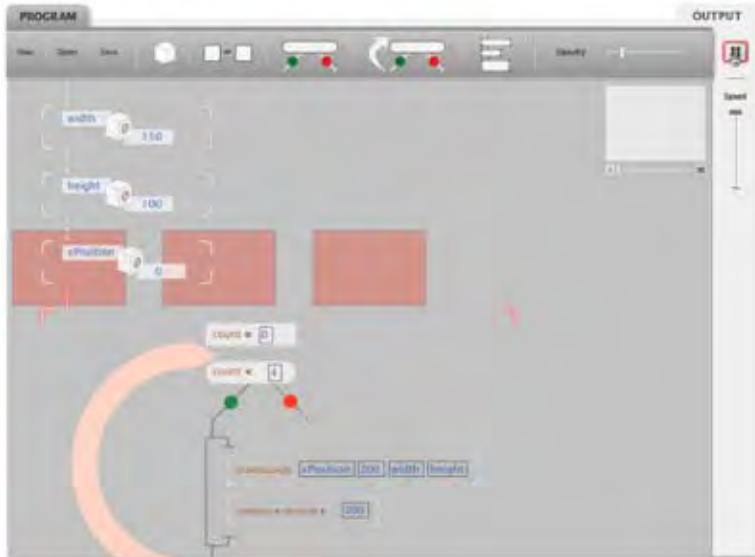 PROGRAM
OUTPUT
New Open Save
Opacity
Speed
width
150
height
100
xPosition
0
count = 0
count < 4
xPosition 200 width height
200